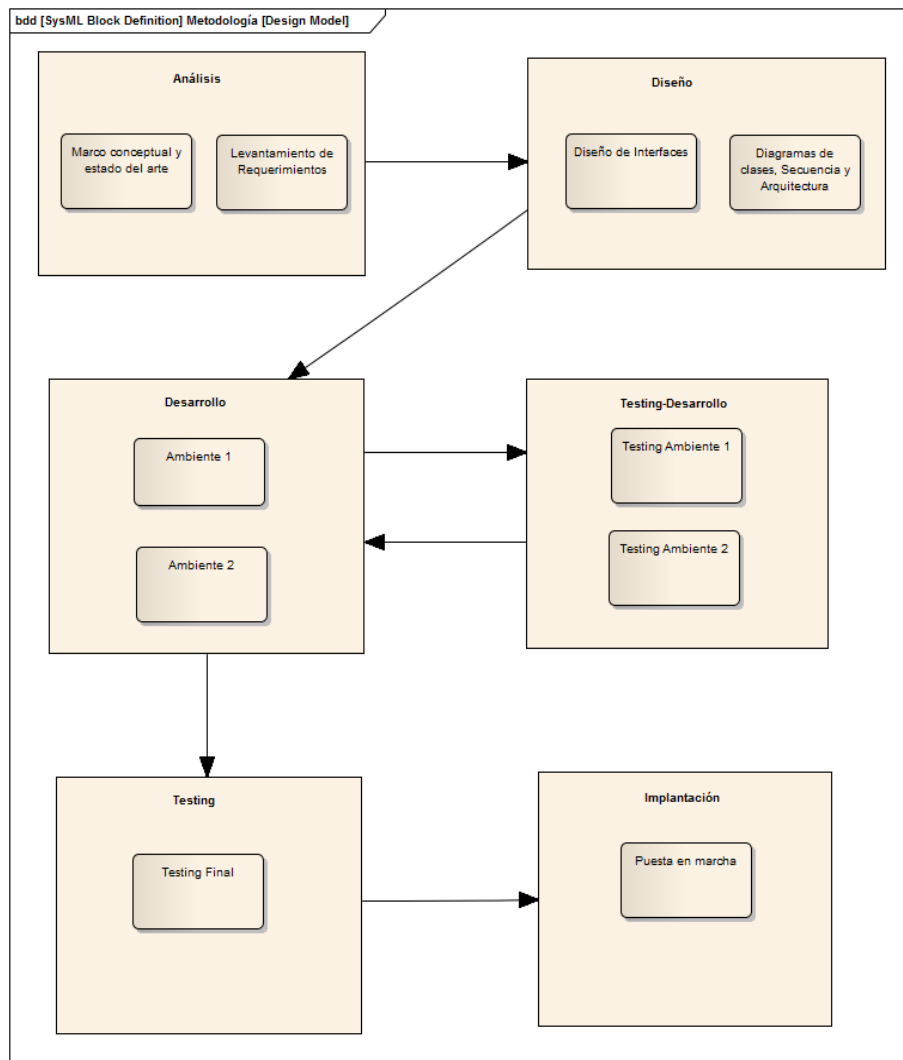 bdd [SysML Block Definition] Metodología [Design Model]
Análisis
Marco conceptual y
estado del arte
Levantamiento de
Requerimientos
Diseño
Diseño de Interfaces
Diagramas de
clases, Secuencia y
Arquitectura
Desarrollo
Ambiente 1
Ambiente 2
Testing-Desarrollo
Testing Ambiente 1
Testing Ambiente 2
Testing
Testing Final
Implantación
Puesta en marcha